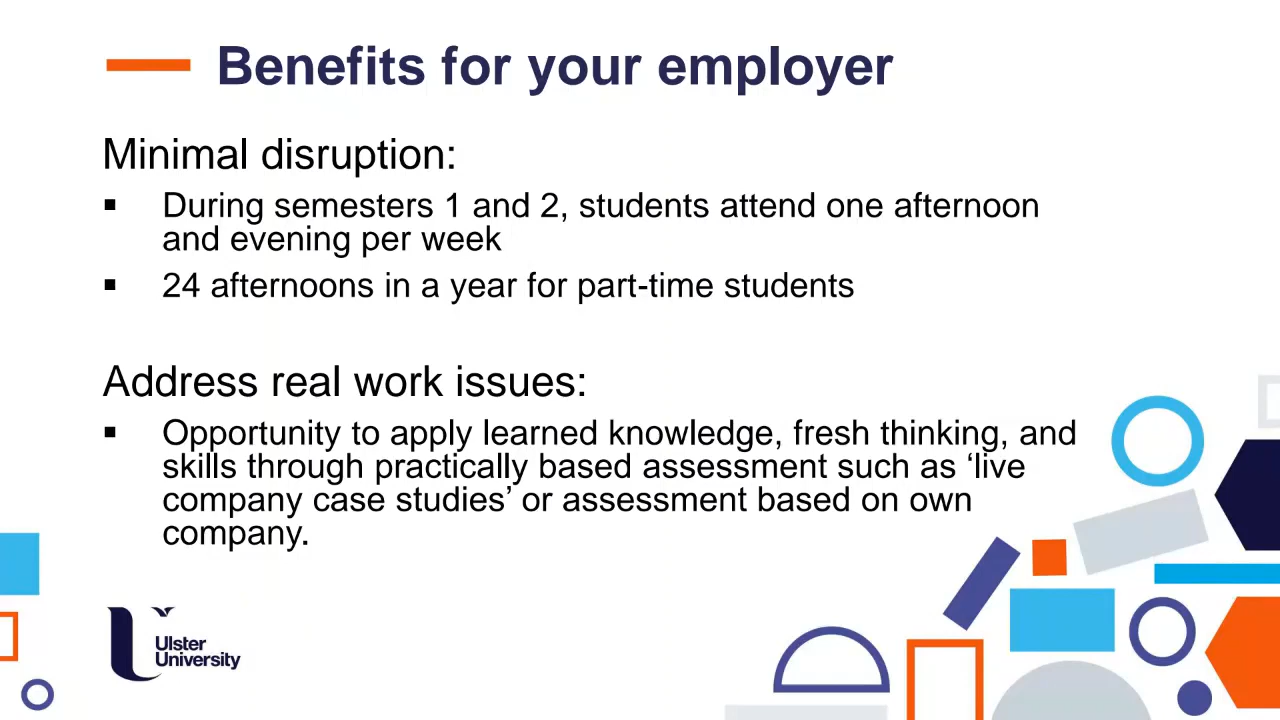 Benefits for your employer
Minimal disruption:
▪ During semesters 1 and 2, students attend one afternoon
and evening per week
▪ 24 afternoons in a year for part-time students
Address real work issues:
▪ Opportunity to apply learned knowledge, fresh thinking, and
skills through practically based assessment such as ‘live
company case studies’ or assessment based on own
company.
Ulster
University